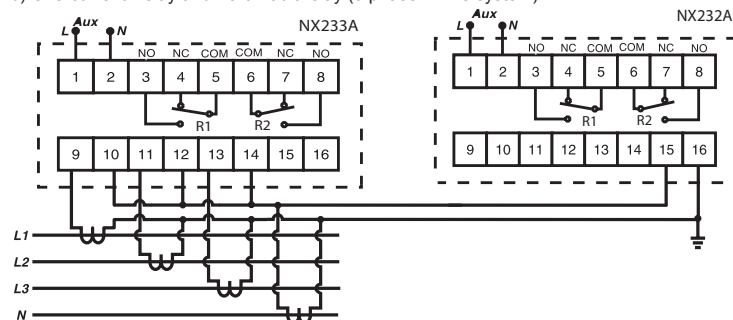 Aux
L N
NX233A
NO NC COM COM NC NO
1 2 3 4 5 6 7 8
R1 R2
9 10 11 12 13 14 15 16
Aux
L N
NX232A
NO NC COM COM NC NO
1 2 3 4 5 6 7 8
R1 R2
9 10 11 12 13 14 15 16
L1
L2
L3
N